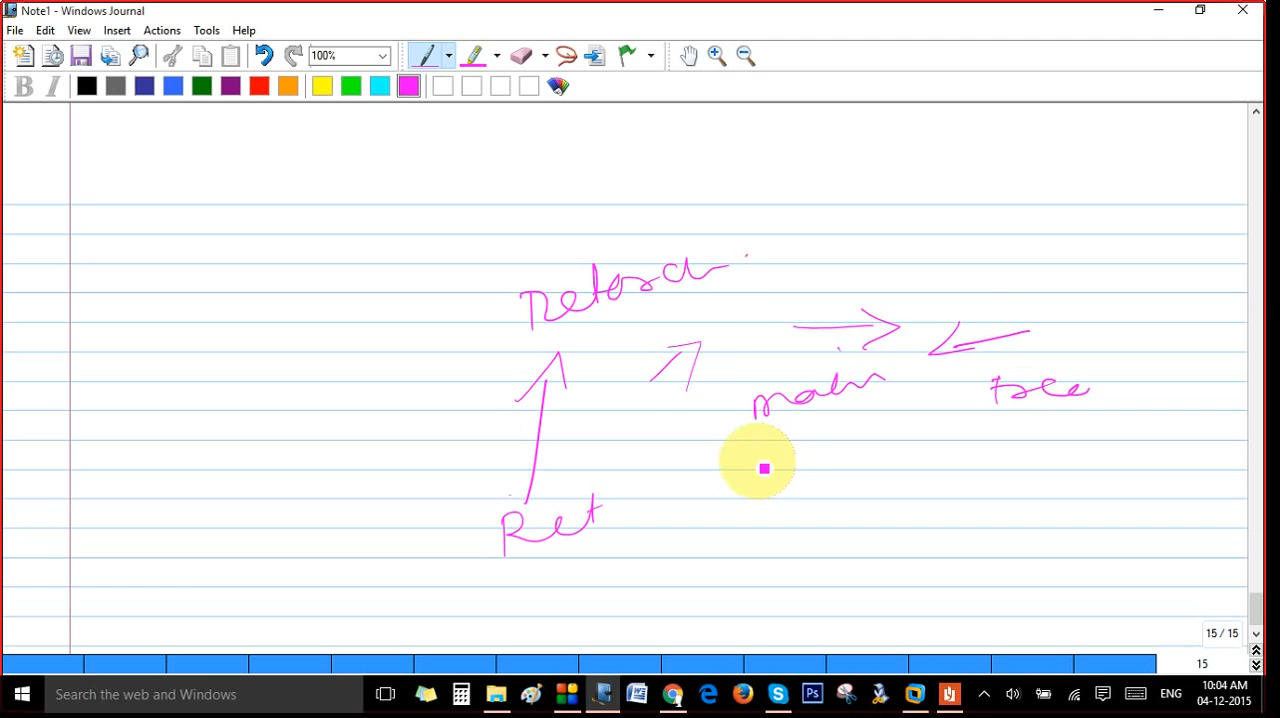 Note1 - Windows Journal
File Edit View Insert Actions Tools Help
100%
B I
main
Tree
Ret
15 / 15
15
Search the web and Windows
ENG
10:04 AM
04-12-2015